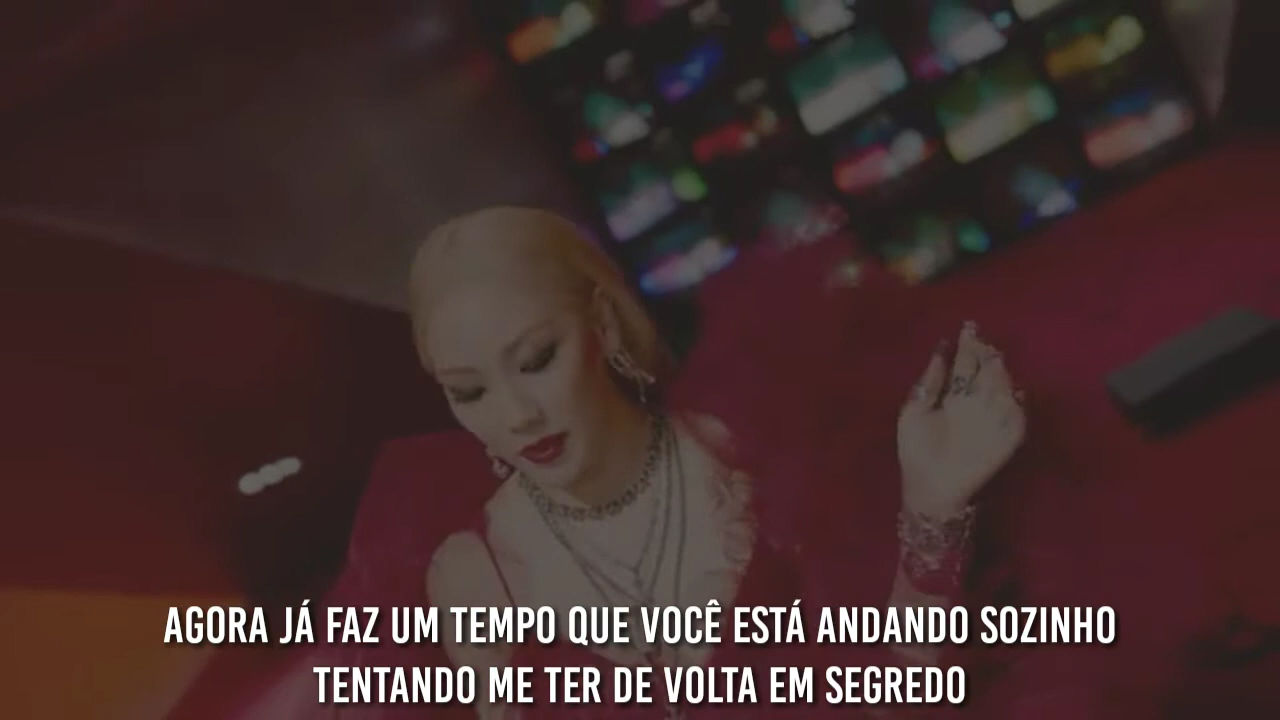 AGORA JÁ FAZ UM TEMPO QUE VOCÊ ESTÁ ANDANDO SOZINHO
TENTANDO ME TER DE VOLTA EM SEGREDO